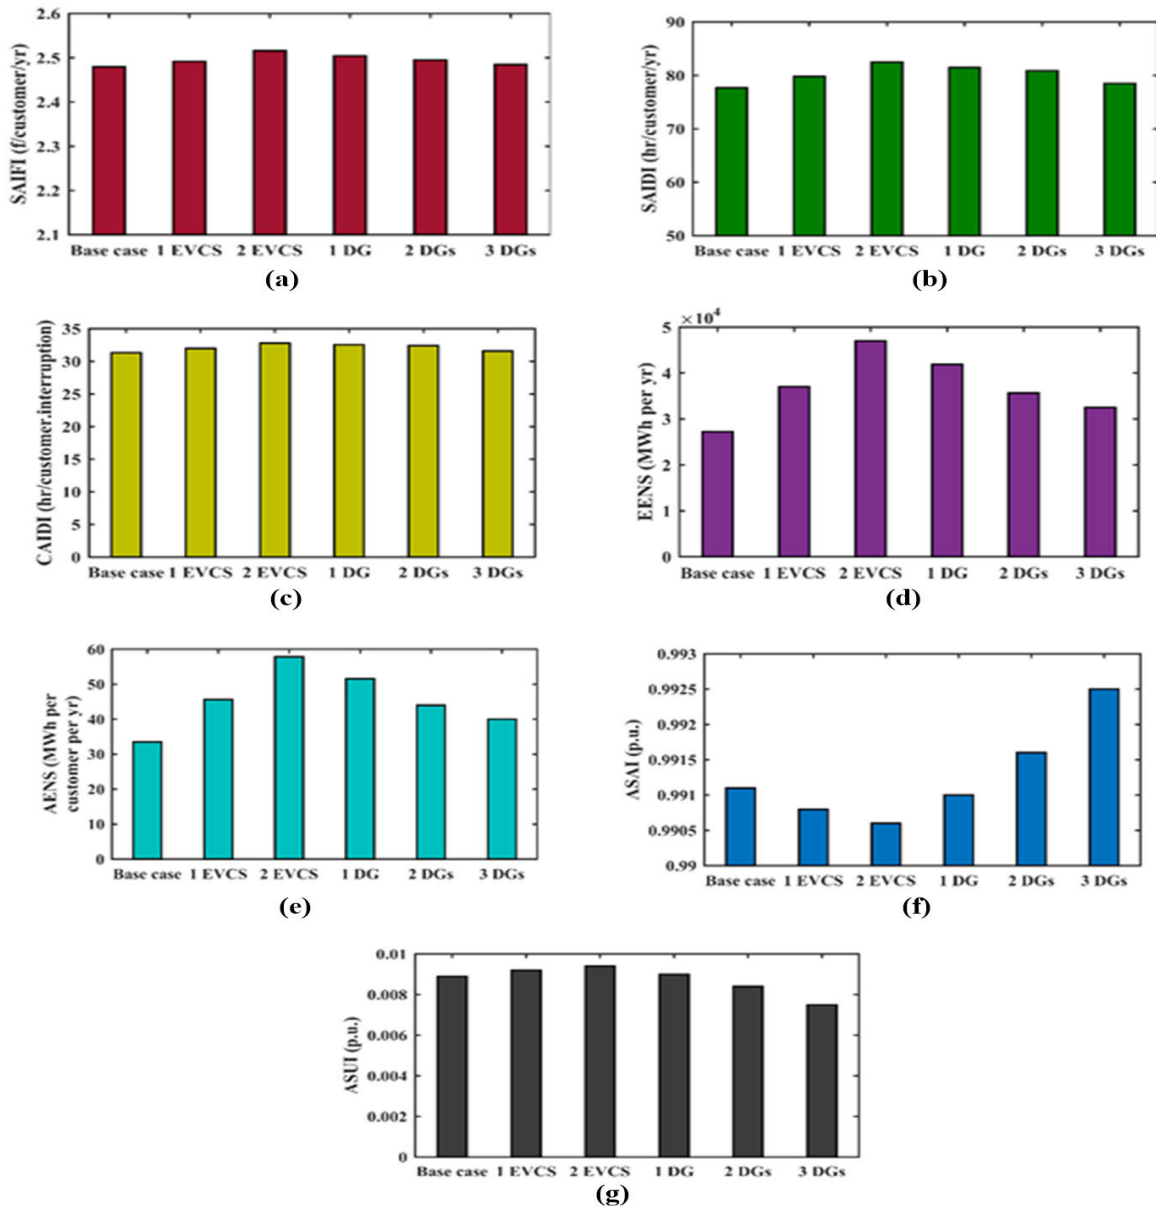 SAIFI (f/customer/yr)
2.6
2.5
2.4
2.3
2.2
2.1
Base case 1 EVCS 2 EVCS 1 DG 2 DGs 3 DGs
(a)
SAIDI (hr/customer/yr)
90
80
70
60
50
Base case 1 EVCS 2 EVCS 1 DG 2 DGs 3 DGs
(b)
CAIDI (hr/customer.interruption)
35
30
25
20
15
10
5
0
Base case 1 EVCS 2 EVCS 1 DG 2 DGs 3 DGs
(c)
EENS (MWh per yr)
×10⁴
5
4
3
2
1
0
Base case 1 EVCS 2 EVCS 1 DG 2 DGs 3 DGs
(d)
AENS (MWh per
customer per yr)
60
50
40
30
20
10
0
Base case 1 EVCS 2 EVCS 1 DG 2 DGs 3 DGs
(e)
ASAI (p.u.)
0.993
0.9925
0.992
0.9915
0.991
0.9905
0.99
Base case 1 EVCS 2 EVCS 1 DG 2 DGs 3 DGs
(f)
ASUI (p.u.)
0.01
0.008
0.006
0.004
0.002
0
Base case 1 EVCS 2 EVCS 1 DG 2 DGs 3 DGs
(g)